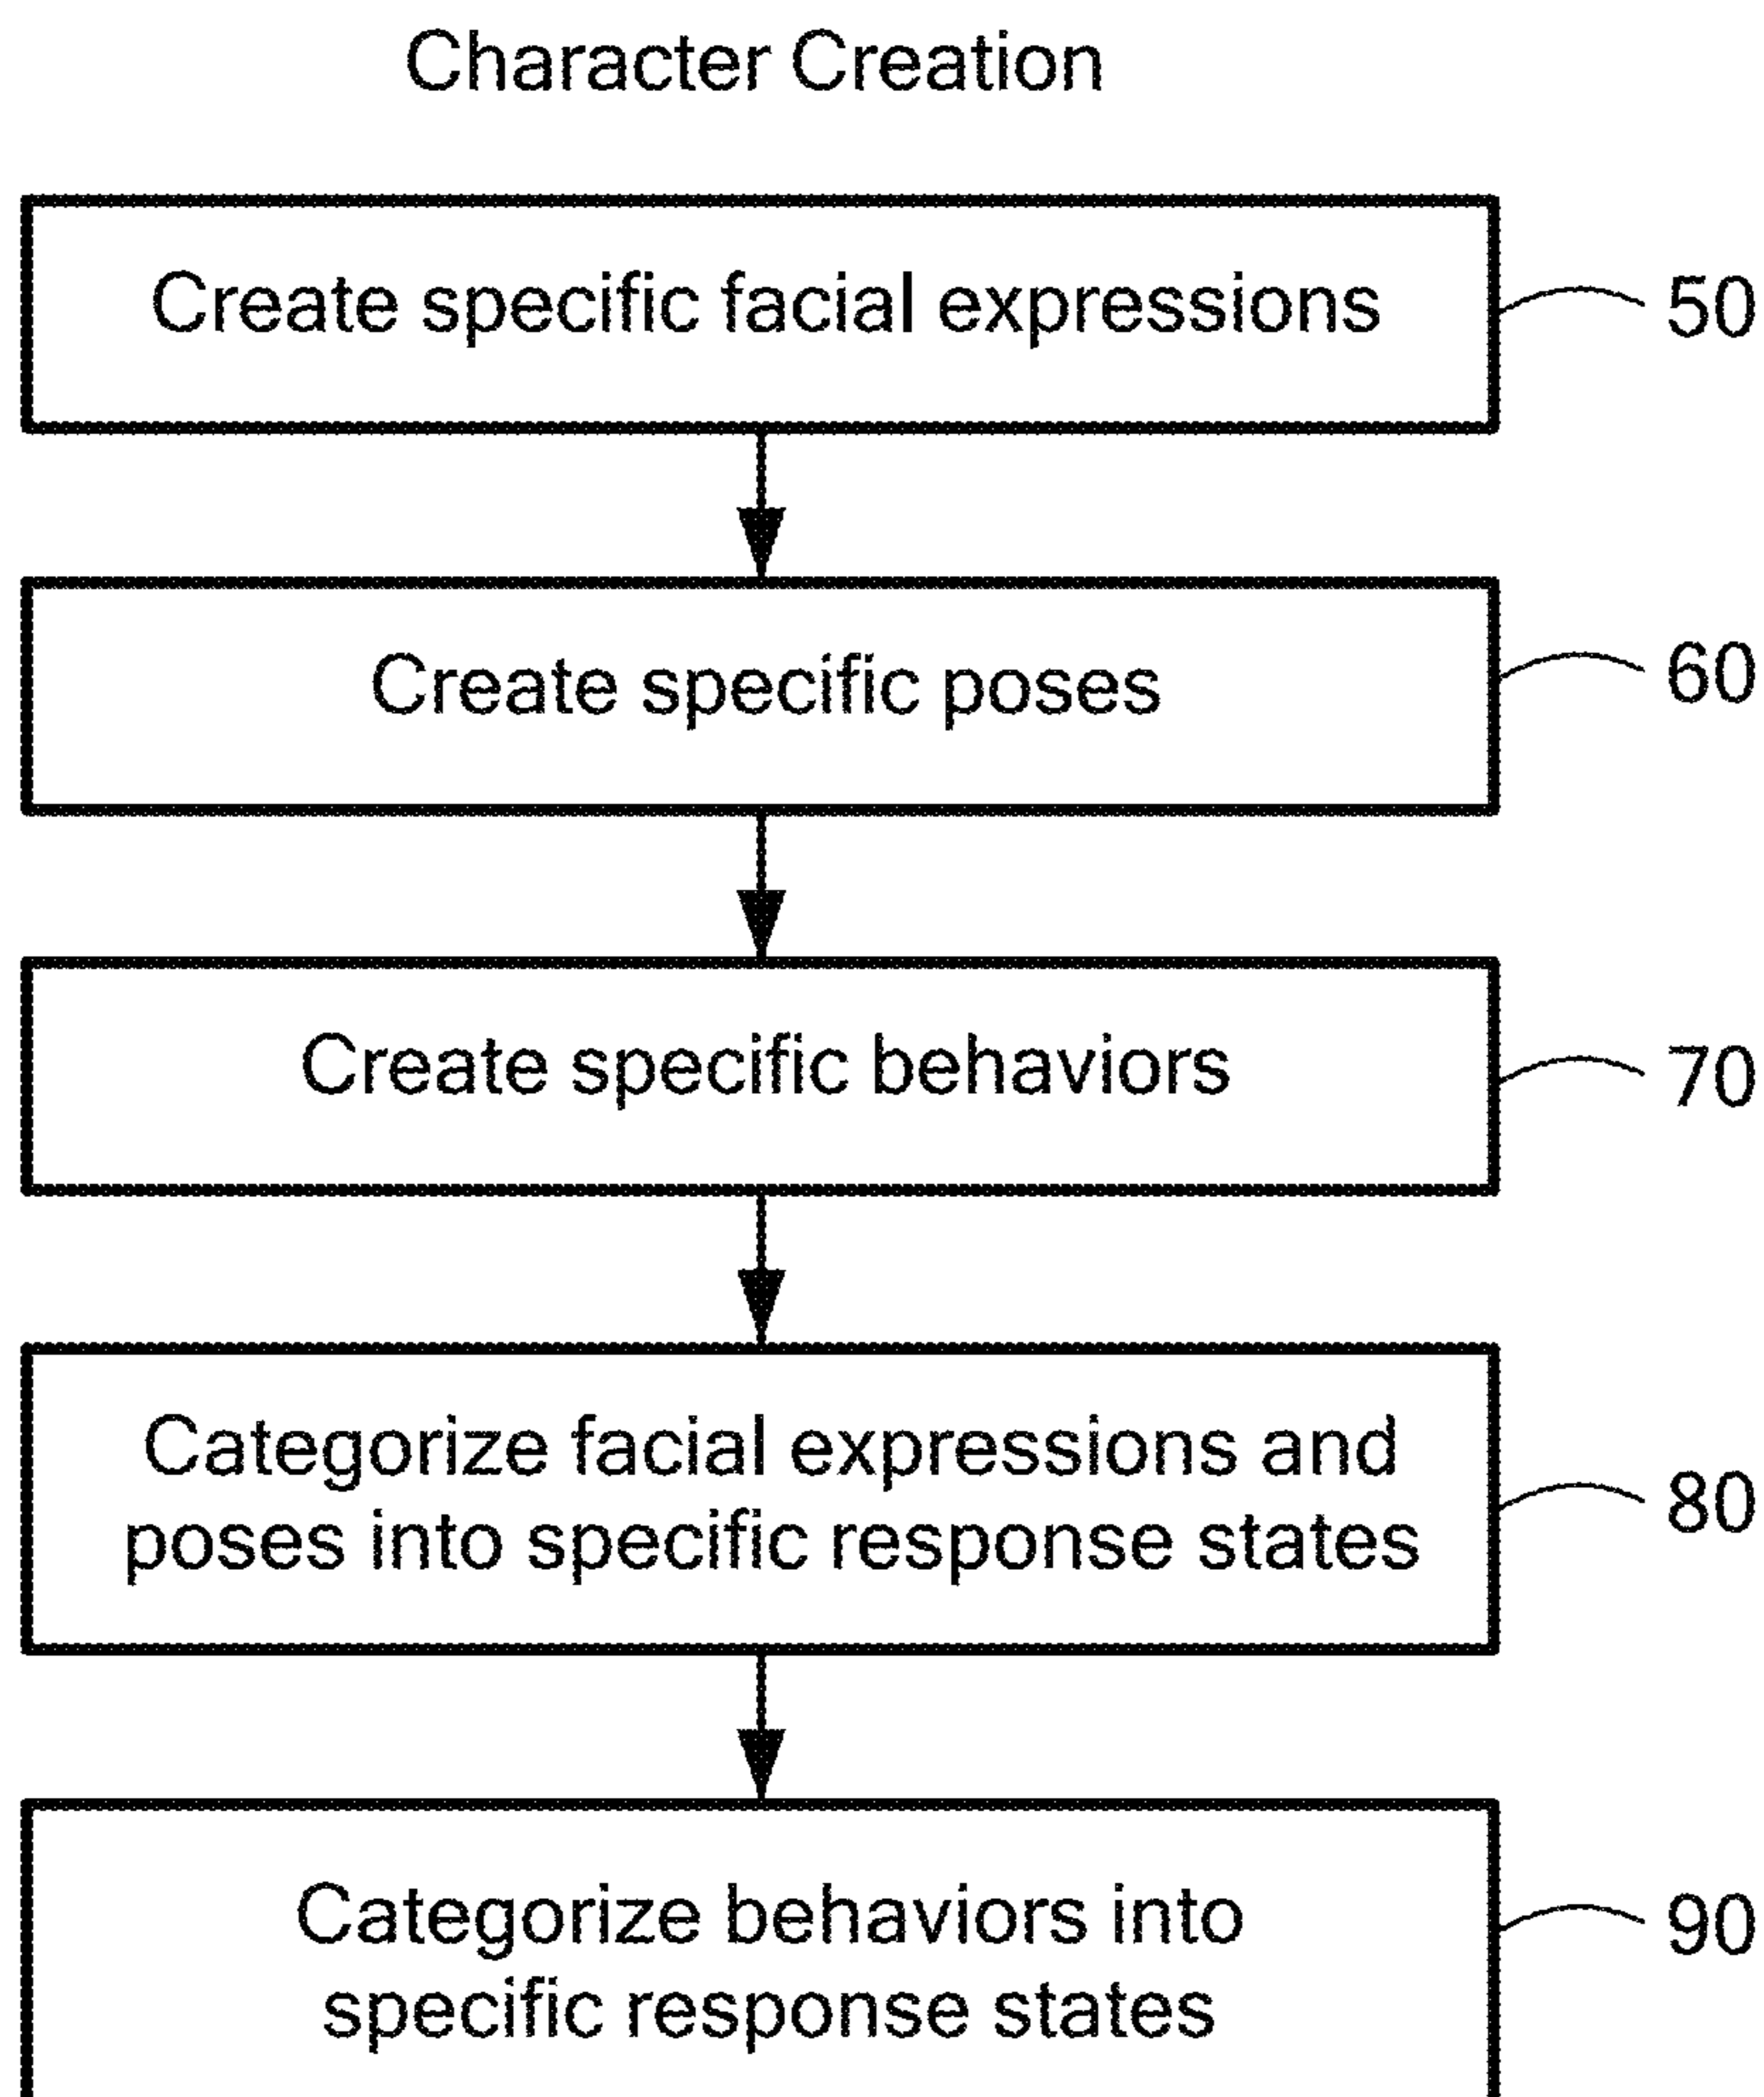 Character Creation
Create specific facial expressions
50
Create specific poses
60
Create specific behaviors
70
Categorize facial expressions and
poses into specific response states
80
Categorize behaviors into
specific response states
90